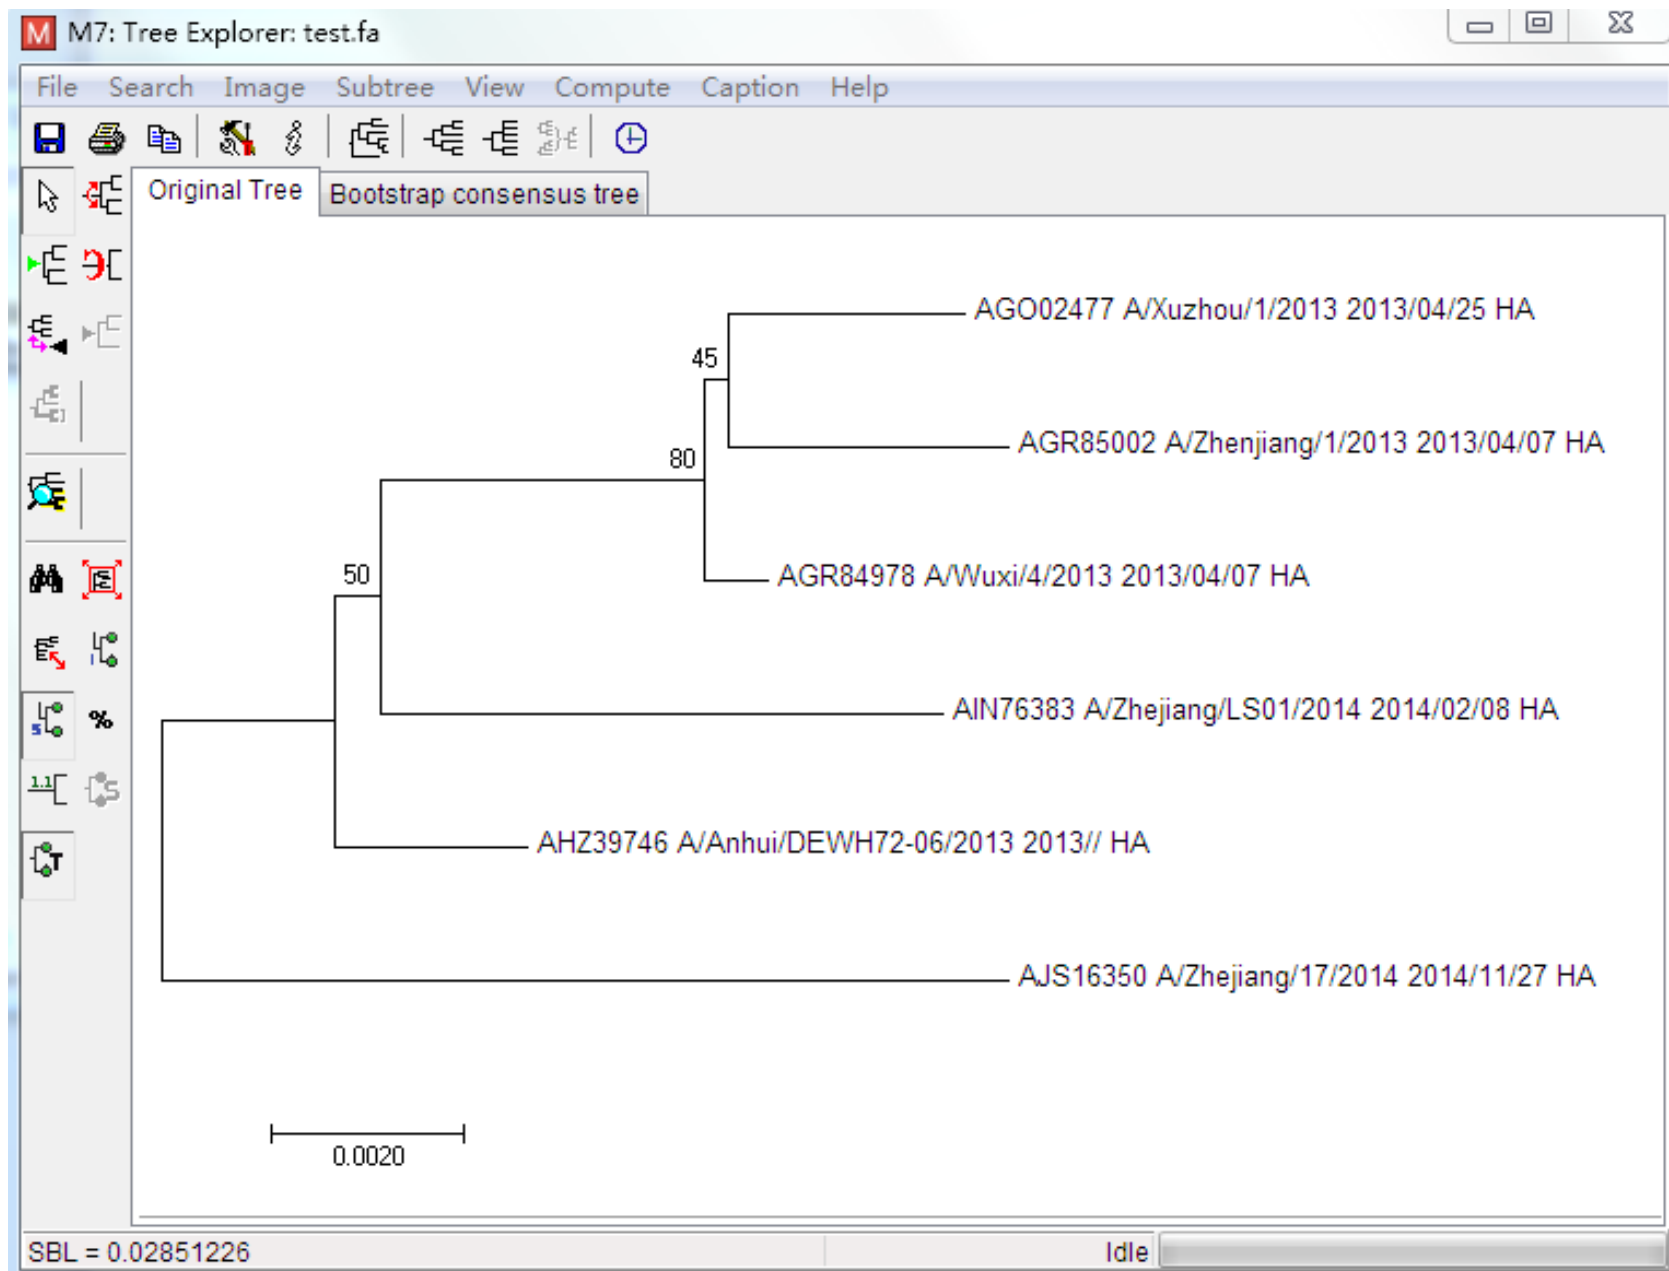 M M7: Tree Explorer: test.fa
File Search Image Subtree View Compute Caption Help
Original Tree Bootstrap consensus tree
AGO02477 A/Xuzhou/1/2013 2013/04/25 HA
45
AGR85002 A/Zhenjiang/1/2013 2013/04/07 HA
80
AGR84978 A/Wuxi/4/2013 2013/04/07 HA
50
AIN76383 A/Zhejiang/LS01/2014 2014/02/08 HA
AHZ39746 A/Anhui/DEWH72-06/2013 2013// HA
AJS16350 A/Zhejiang/17/2014 2014/11/27 HA
0.0020
%
1.1
T
SBL = 0.02851226 Idle